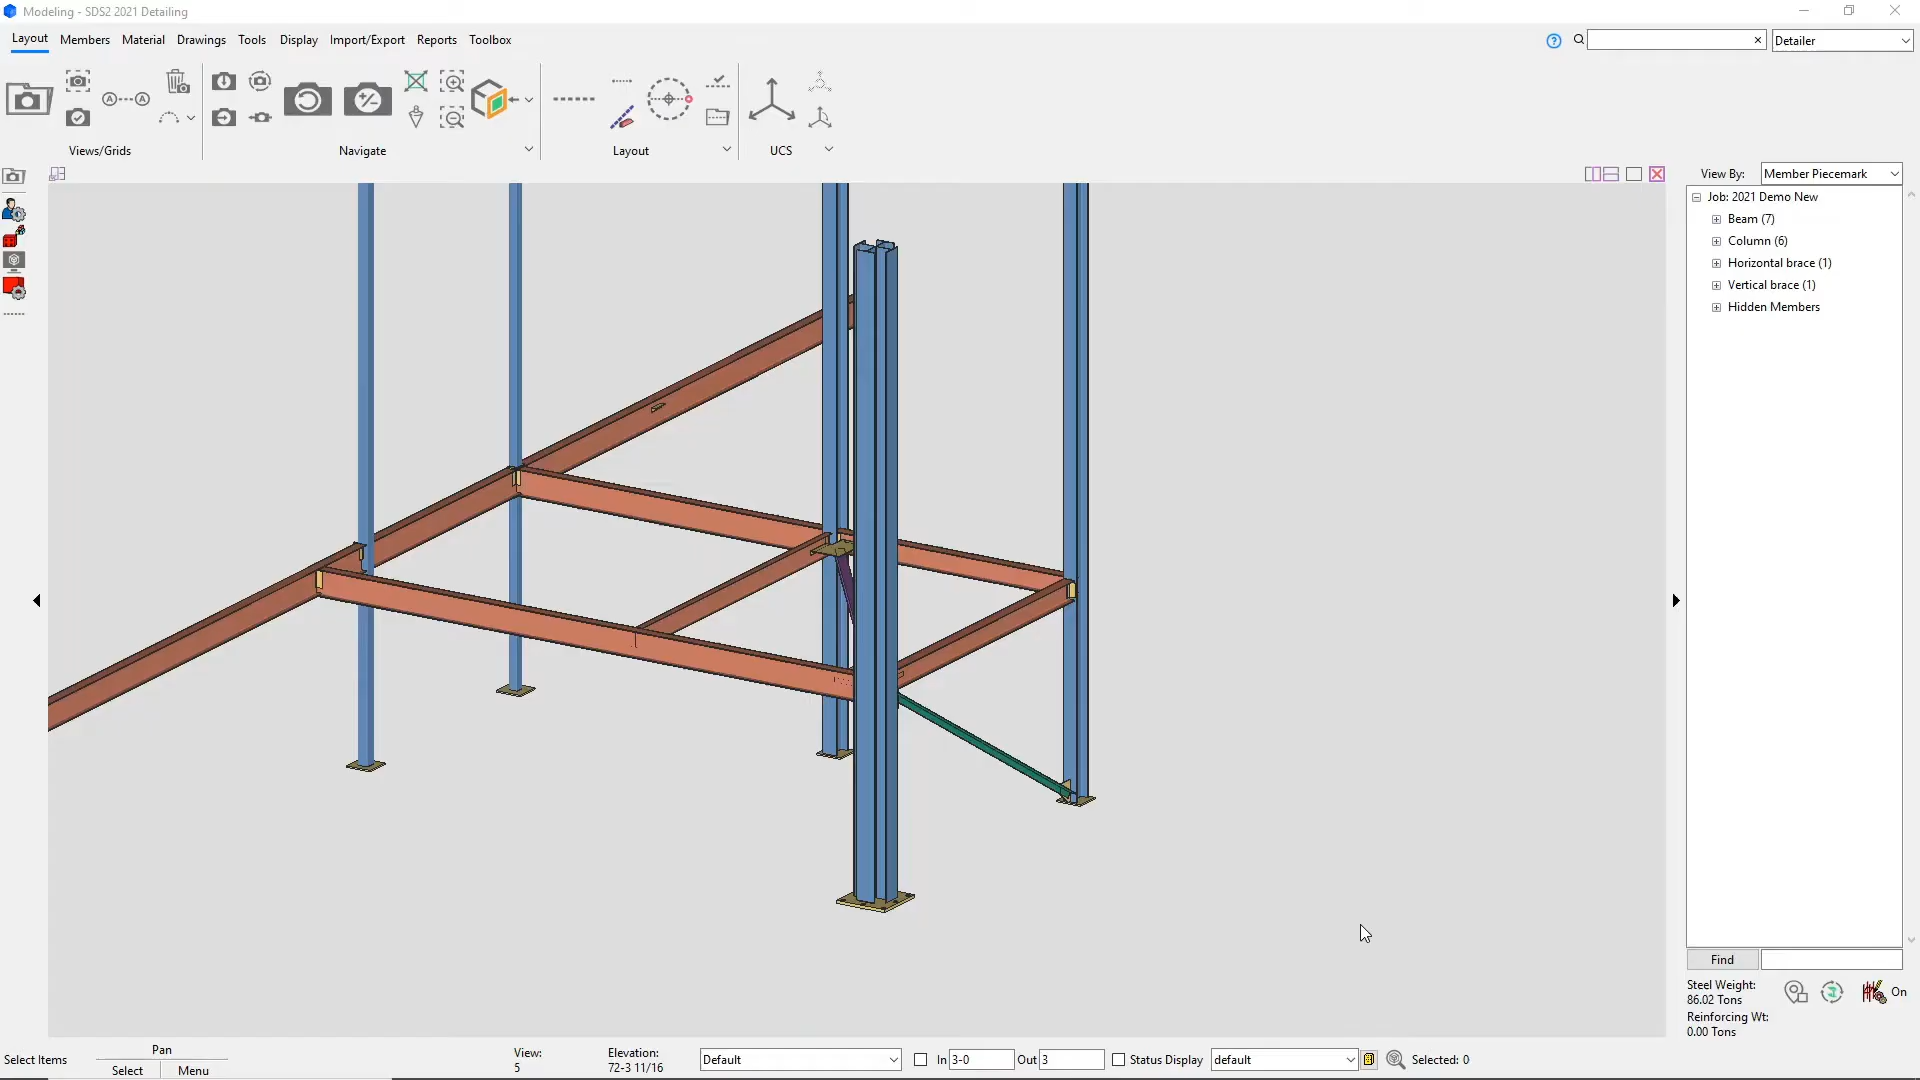 Modeling - SDS2 2021 Detailing
Layout Members Material Drawings Tools Display Import/Export Reports Toolbox
Detailer
A A
Views/Grids
Navigate
Layout
UCS
View By: Member Piecemark
Job: 2021 Demo New
Beam (7)
Column (6)
Horizontal brace (1)
Vertical brace (1)
Hidden Members
Find
Steel Weight:
86.02 Tons
On
Reinforcing Wt:
0.00 Tons
Select Items
Pan
Select Menu
View:
5
Elevation:
72-3 11/16
Default
In 3-0 Out 3
Status Display default
Selected: 0